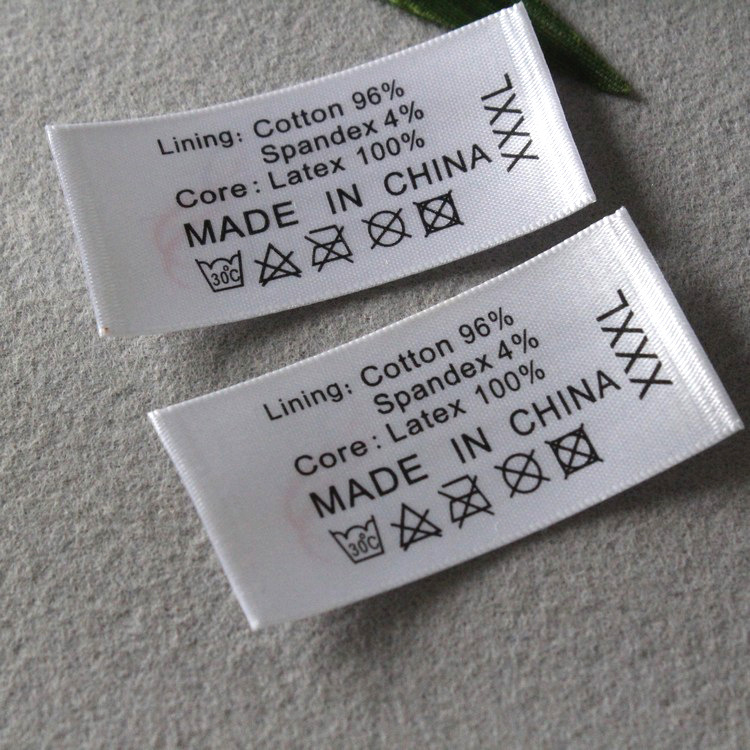 Lining: Cotton 96%
Spandex 4%
Core: Latex 100%
MADE IN CHINA
30°C
XXXL
Lining: Cotton 96%
Spandex 4%
Core: Latex 100%
MADE IN CHINA
30°C
XXXL